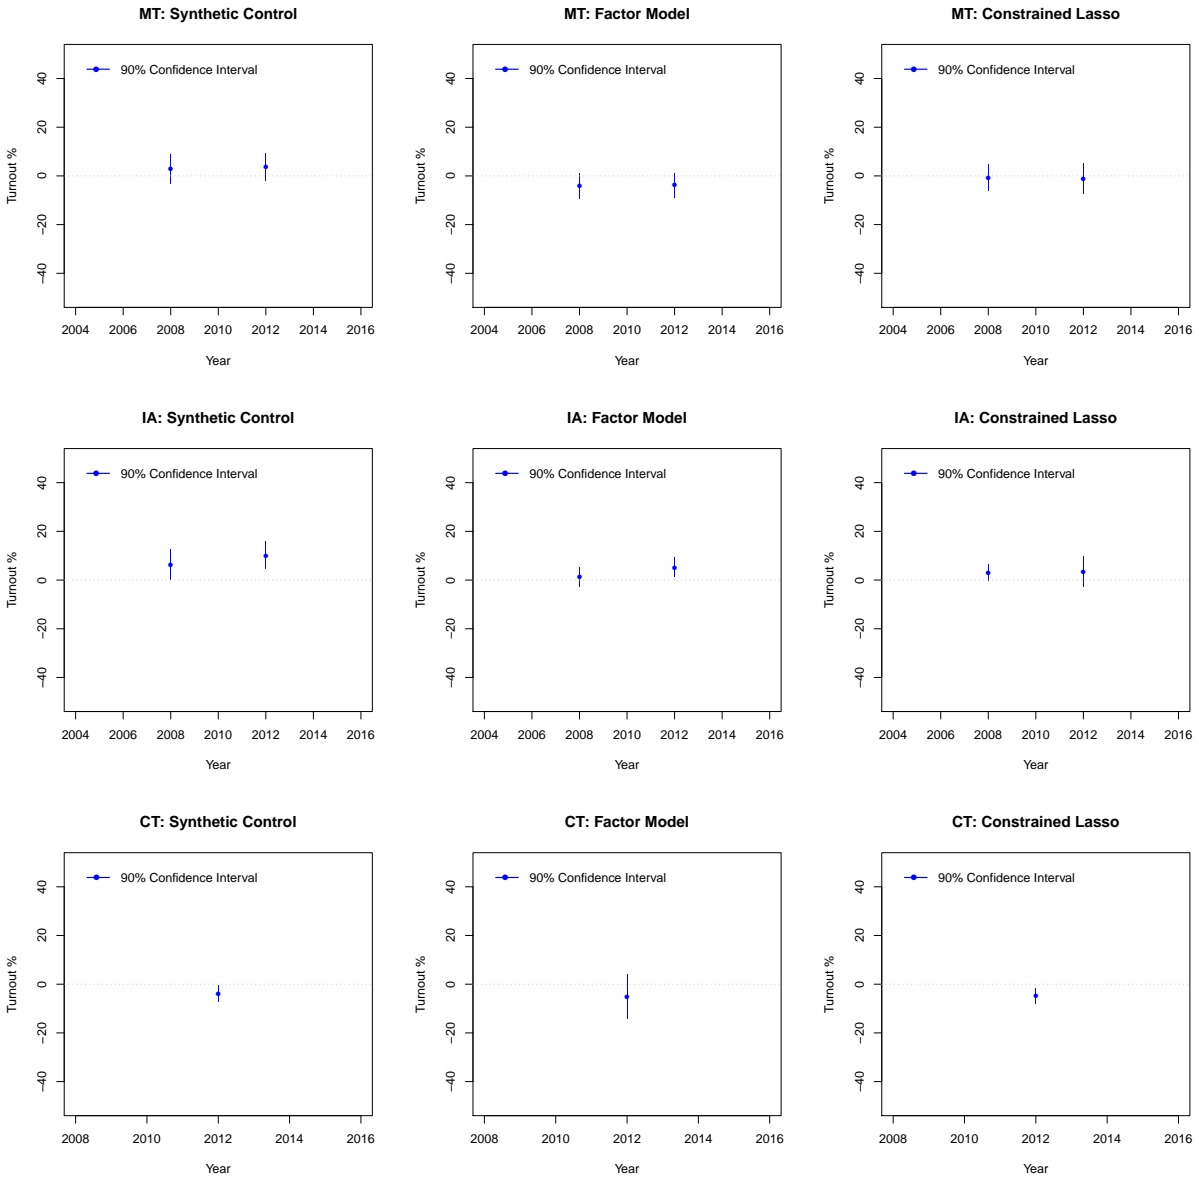 MT: Synthetic Control
90% Confidence Interval
Turnout %
40
20
0
−20
−40
2004 2006 2008 2010 2012 2014 2016
Year
MT: Factor Model
90% Confidence Interval
Turnout %
40
20
0
−20
−40
2004 2006 2008 2010 2012 2014 2016
Year
MT: Constrained Lasso
90% Confidence Interval
Turnout %
40
20
0
−20
−40
2004 2006 2008 2010 2012 2014 2016
Year
IA: Synthetic Control
90% Confidence Interval
Turnout %
40
20
0
−20
−40
2004 2006 2008 2010 2012 2014 2016
Year
IA: Factor Model
90% Confidence Interval
Turnout %
40
20
0
−20
−40
2004 2006 2008 2010 2012 2014 2016
Year
IA: Constrained Lasso
90% Confidence Interval
Turnout %
40
20
0
−20
−40
2004 2006 2008 2010 2012 2014 2016
Year
CT: Synthetic Control
90% Confidence Interval
Turnout %
40
20
0
−20
−40
2008 2010 2012 2014 2016
Year
CT: Factor Model
90% Confidence Interval
Turnout %
40
20
0
−20
−40
2008 2010 2012 2014 2016
Year
CT: Constrained Lasso
90% Confidence Interval
Turnout %
40
20
0
−20
−40
2008 2010 2012 2014 2016
Year